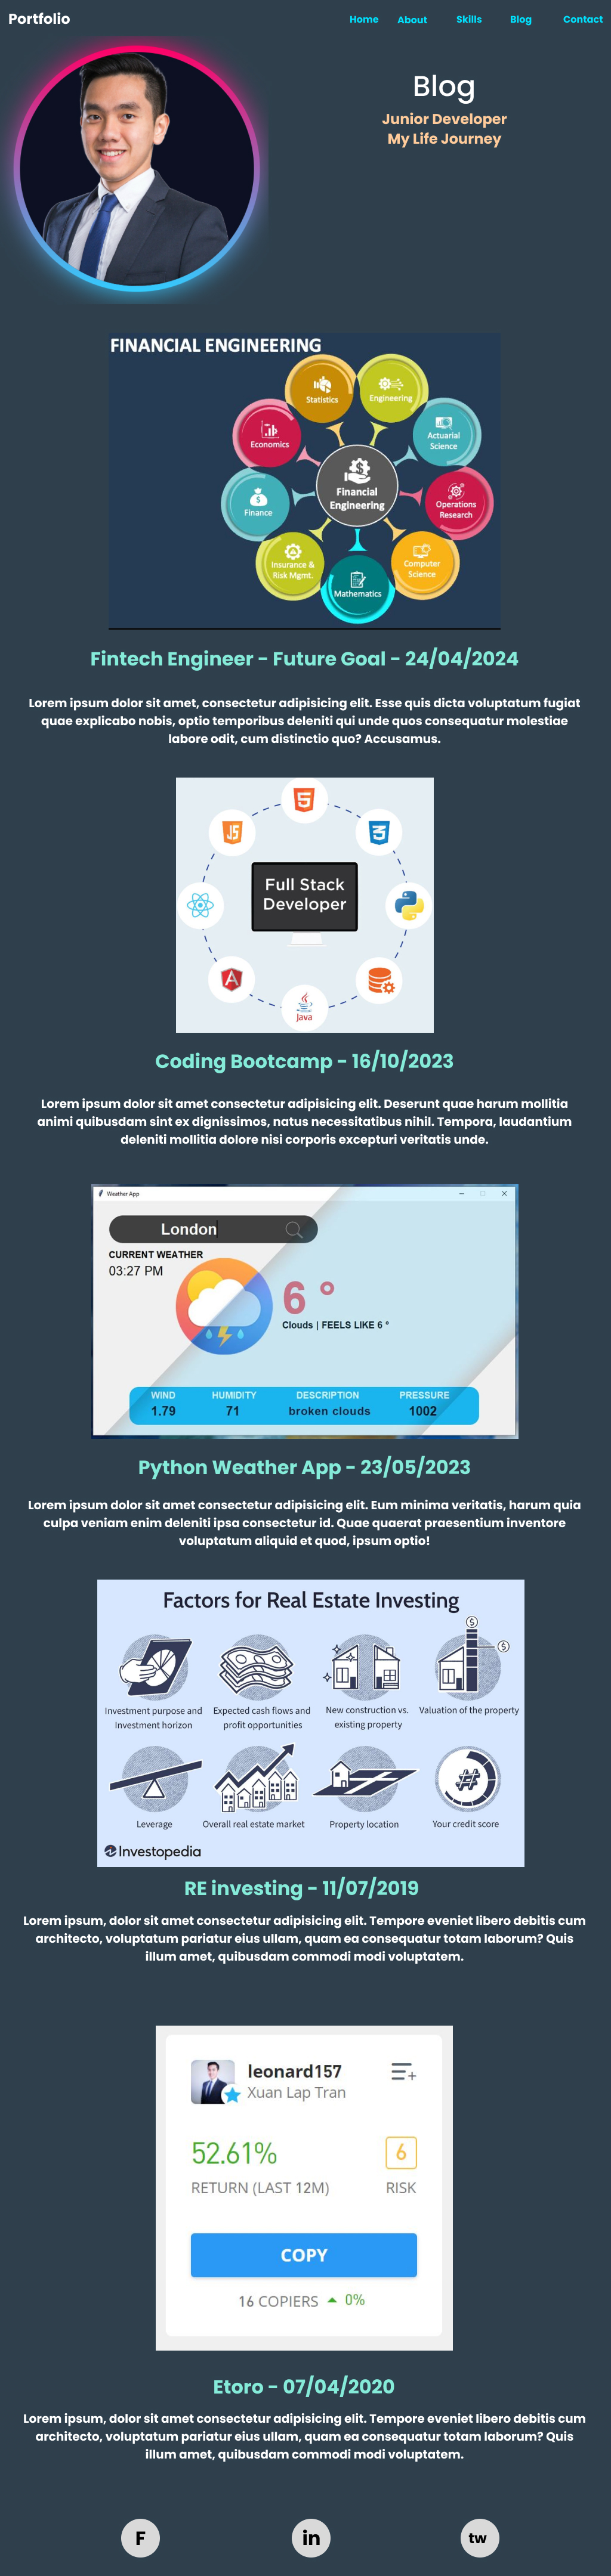 Portfolio
Home About Skills Blog Contact
Blog
Junior Developer
My Life Journey
FINANCIAL ENGINEERING
Statistics
Engineering
Economics
Actuarial
Science
Financial
Engineering
Finance
Operations
Research
Insurance &
Risk Mgmt.
Computer
Science
Mathematics
Fintech Engineer - Future Goal - 24/04/2024
Lorem ipsum dolor sit amet, consectetur adipisicing elit. Esse quis dicta voluptatum fugiat
quae explicabo nobis, optio temporibus deleniti qui unde quos consequatur molestiae
labore odit, cum distinctio quo? Accusamus.
5
JS
3
Full Stack
Developer
A
Java
Coding Bootcamp - 16/10/2023
Lorem ipsum dolor sit amet consectetur adipisicing elit. Deserunt quae harum mollitia
animi quibusdam sint ex dignissimos, natus necessitatibus nihil. Tempora, laudantium
deleniti mollitia dolore nisi corporis excepturi veritatis unde.
Weather App
London
CURRENT WEATHER
03:27 PM
6 °
Clouds | FEELS LIKE 6 °
WIND HUMIDITY DESCRIPTION PRESSURE
1.79 71 broken clouds 1002
Python Weather App - 23/05/2023
Lorem ipsum dolor sit amet consectetur adipisicing elit. Eum minima veritatis, harum quia
culpa veniam enim deleniti ipsa consectetur id. Quae quaerat praesentium inventore
voluptatum aliquid et quod, ipsum optio!
Factors for Real Estate Investing
$
$
Investment purpose and
Investment horizon
Expected cash flows and
profit opportunities
New construction vs.
existing property
Valuation of the property
#
Leverage
Overall real estate market
Property location
Your credit score
Investopedia
RE investing - 11/07/2019
Lorem ipsum, dolor sit amet consectetur adipisicing elit. Tempore eveniet libero debitis cum
architecto, voluptatum pariatur eius ullam, quam ea consequatur totam laborum? Quis
illum amet, quibusdam commodi modi voluptatem.
leonard157
Xuan Lap Tran
52.61%
6
RETURN (LAST 12M)
RISK
COPY
16 COPIERS 0%
Etoro - 07/04/2020
Lorem ipsum, dolor sit amet consectetur adipisicing elit. Tempore eveniet libero debitis cum
architecto, voluptatum pariatur eius ullam, quam ea consequatur totam laborum? Quis
illum amet, quibusdam commodi modi voluptatem.
F in tw